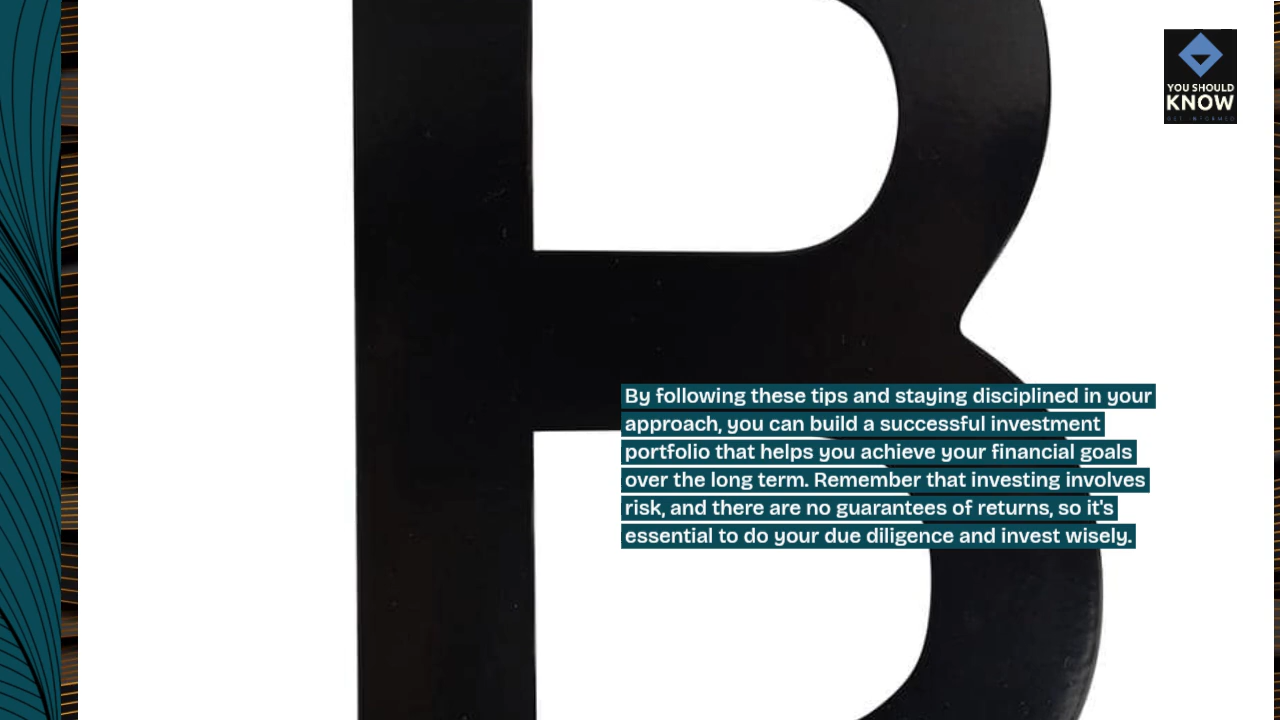 B
YOU SHOULD
KNOW
GET INFORMED
By following these tips and staying disciplined in your
approach, you can build a successful investment
portfolio that helps you achieve your financial goals
over the long term. Remember that investing involves
risk, and there are no guarantees of returns, so it's
essential to do your due diligence and invest wisely.